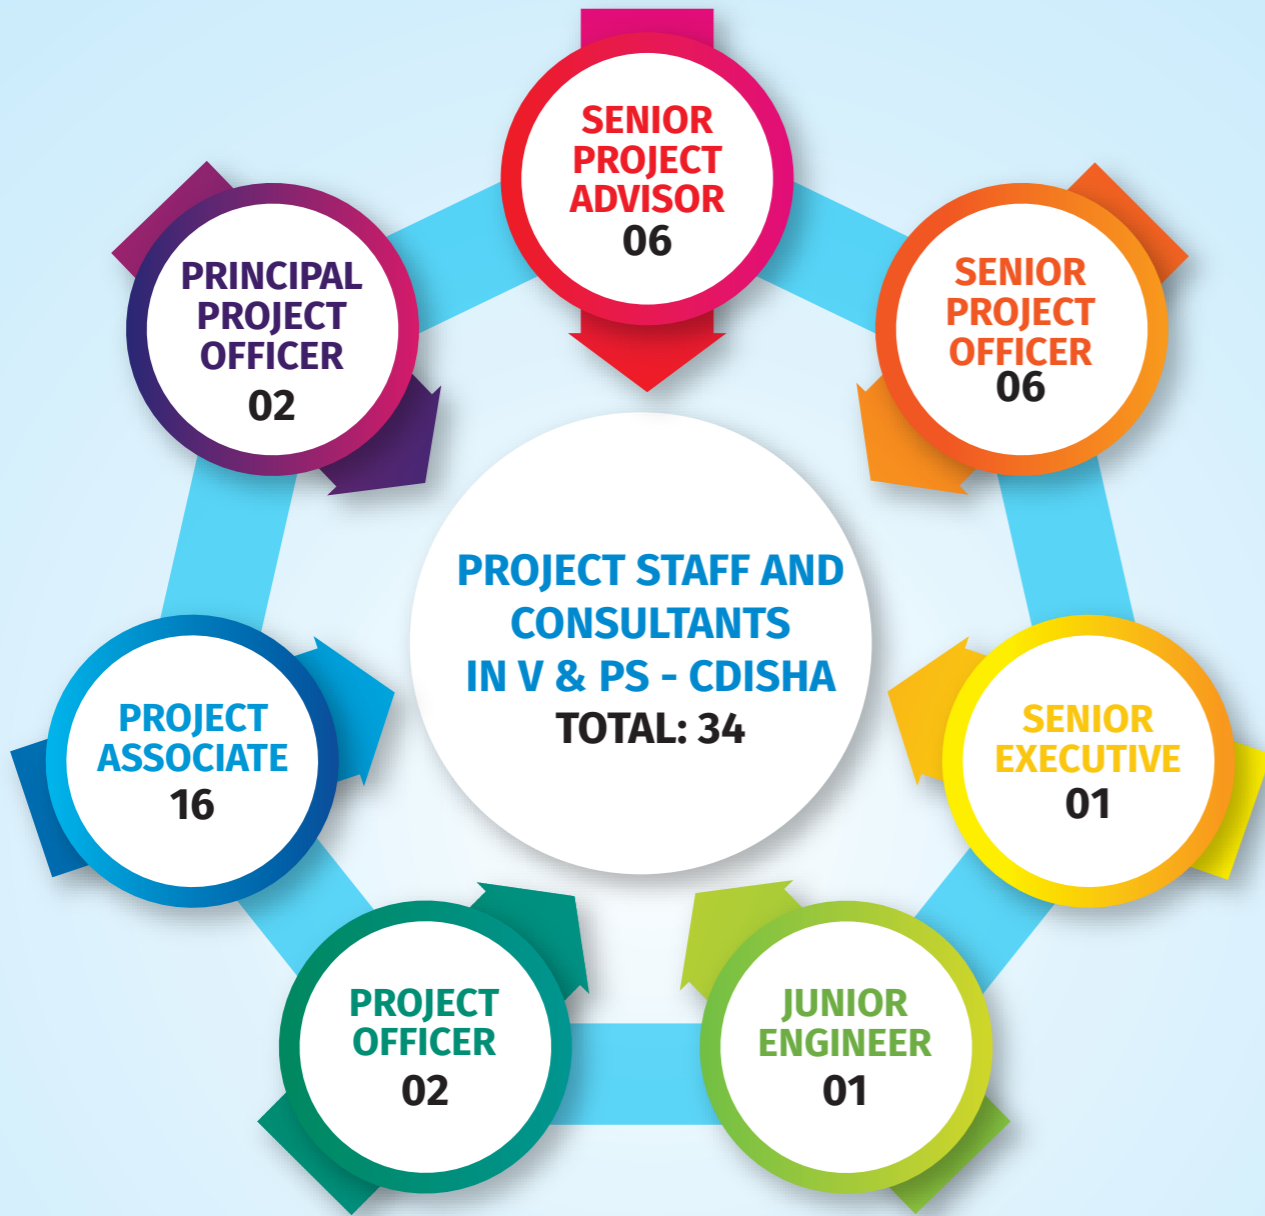 SENIOR
PROJECT
ADVISOR
06
PRINCIPAL
PROJECT
OFFICER
02
SENIOR
PROJECT
OFFICER
06
PROJECT STAFF AND
CONSULTANTS
IN V & PS - CDISHA
TOTAL: 34
PROJECT
ASSOCIATE
16
SENIOR
EXECUTIVE
01
PROJECT
OFFICER
02
JUNIOR
ENGINEER
01